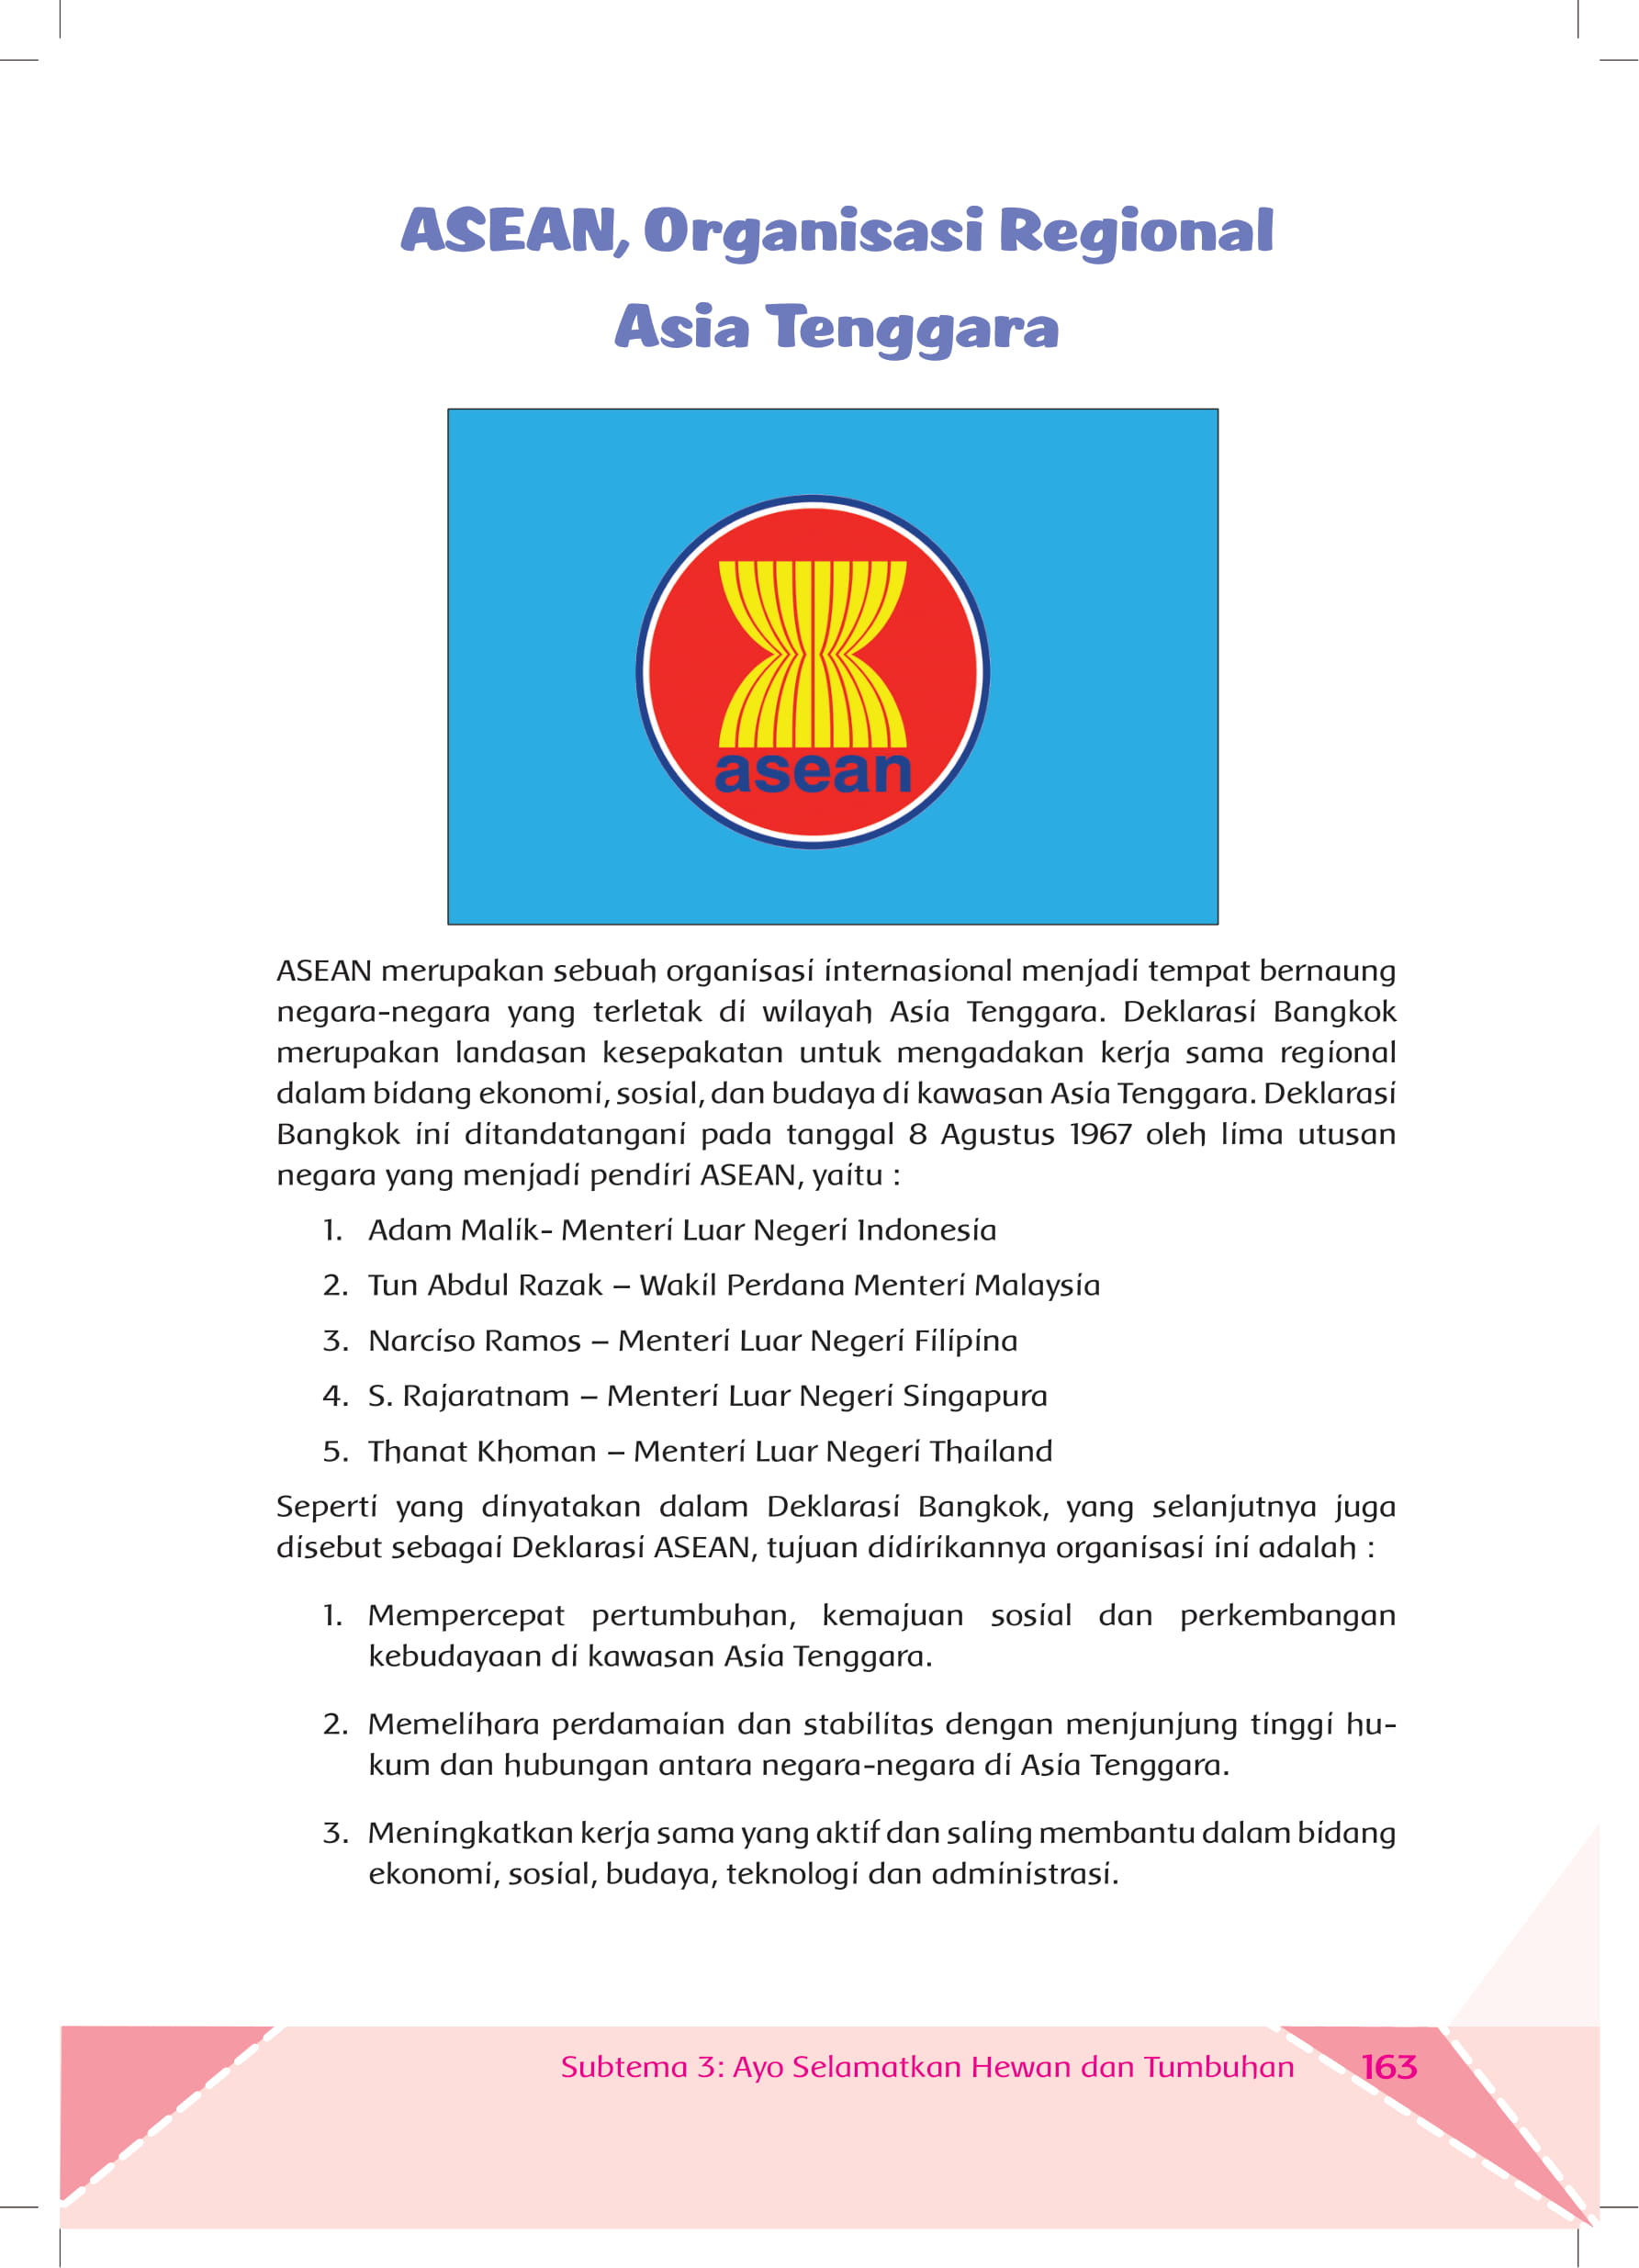 ASEAN, Organisasi Regional
Asia Tenggara
asean
ASEAN merupakan sebuah organisasi internasional menjadi tempat bernaung
negara-negara yang terletak di wilayah Asia Tenggara. Deklarasi Bangkok
merupakan landasan kesepakatan untuk mengadakan kerja sama regional
dalam bidang ekonomi, sosial, dan budaya di kawasan Asia Tenggara. Deklarasi
Bangkok ini ditandatangani pada tanggal 8 Agustus 1967 oleh lima utusan
negara yang menjadi pendiri ASEAN, yaitu :
1. Adam Malik- Menteri Luar Negeri Indonesia
2. Tun Abdul Razak – Wakil Perdana Menteri Malaysia
3. Narciso Ramos – Menteri Luar Negeri Filipina
4. S. Rajaratnam – Menteri Luar Negeri Singapura
5. Thanat Khoman – Menteri Luar Negeri Thailand
Seperti yang dinyatakan dalam Deklarasi Bangkok, yang selanjutnya juga
disebut sebagai Deklarasi ASEAN, tujuan didirikannya organisasi ini adalah :
1. Mempercepat pertumbuhan, kemajuan sosial dan perkembangan
kebudayaan di kawasan Asia Tenggara.
2. Memelihara perdamaian dan stabilitas dengan menjunjung tinggi hu-
kum dan hubungan antara negara-negara di Asia Tenggara.
3. Meningkatkan kerja sama yang aktif dan saling membantu dalam bidang
ekonomi, sosial, budaya, teknologi dan administrasi.
Subtema 3: Ayo Selamatkan Hewan dan Tumbuhan 163